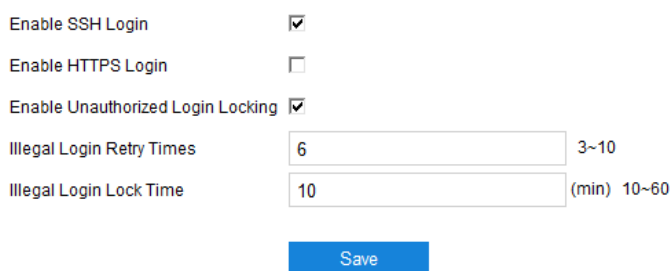 Enable SSH Login
Enable HTTPS Login
Enable Unauthorized Login Locking
Illegal Login Retry Times 6 3~10
Illegal Login Lock Time 10 (min) 10~60
Save